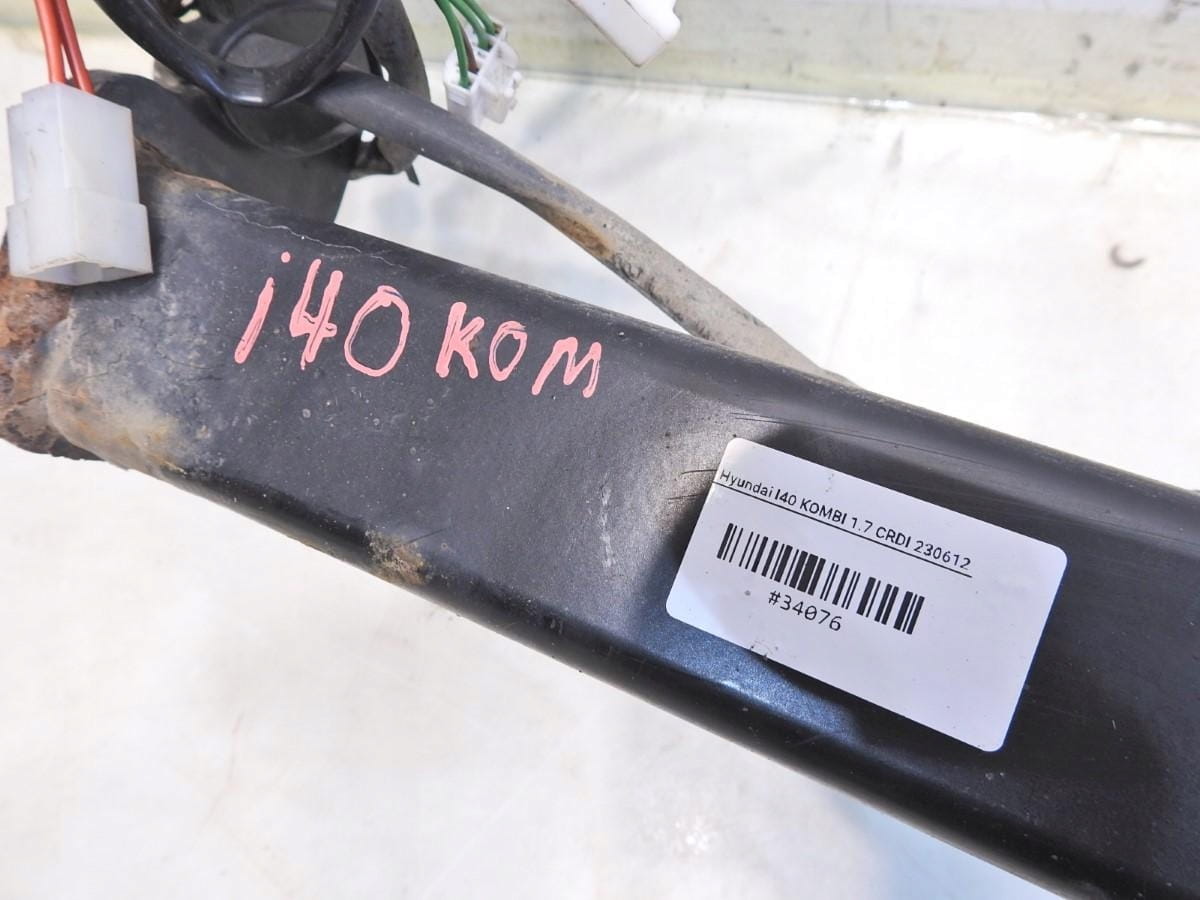 i40 KOM
Hyundai I40 KOMBI 1.7 CRDI 230612
#34076